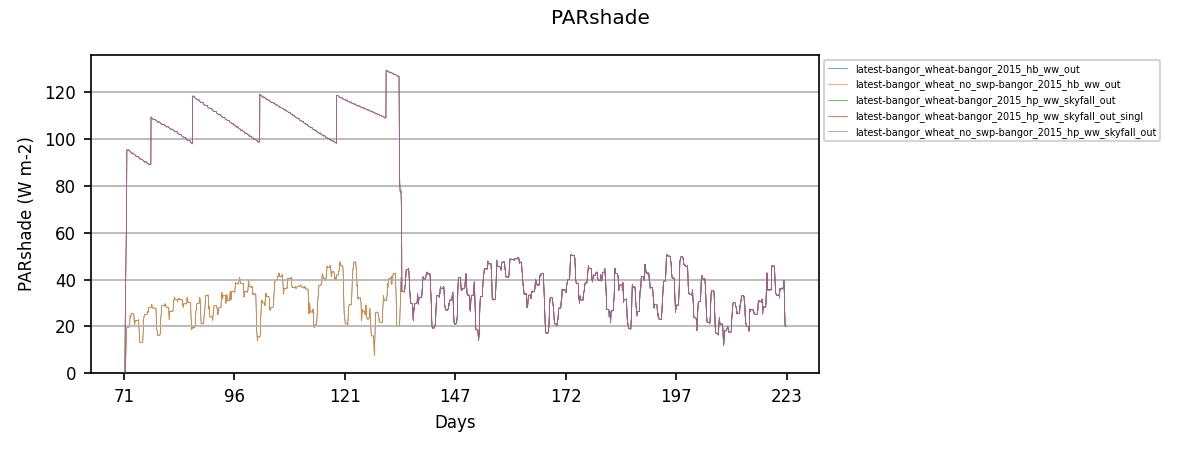 PARshade
PARshade (W m-2)
120
100
80
60
40
20
0
71
96
121
147
172
197
223
Days
latest-bangor_wheat-bangor_2015_hb_ww_out
latest-bangor_wheat_no_swp-bangor_2015_hb_ww_out
latest-bangor_wheat-bangor_2015_hp_ww_skyfall_out
latest-bangor_wheat-bangor_2015_hp_ww_skyfall_out_singl
latest-bangor_wheat_no_swp-bangor_2015_hp_ww_skyfall_out